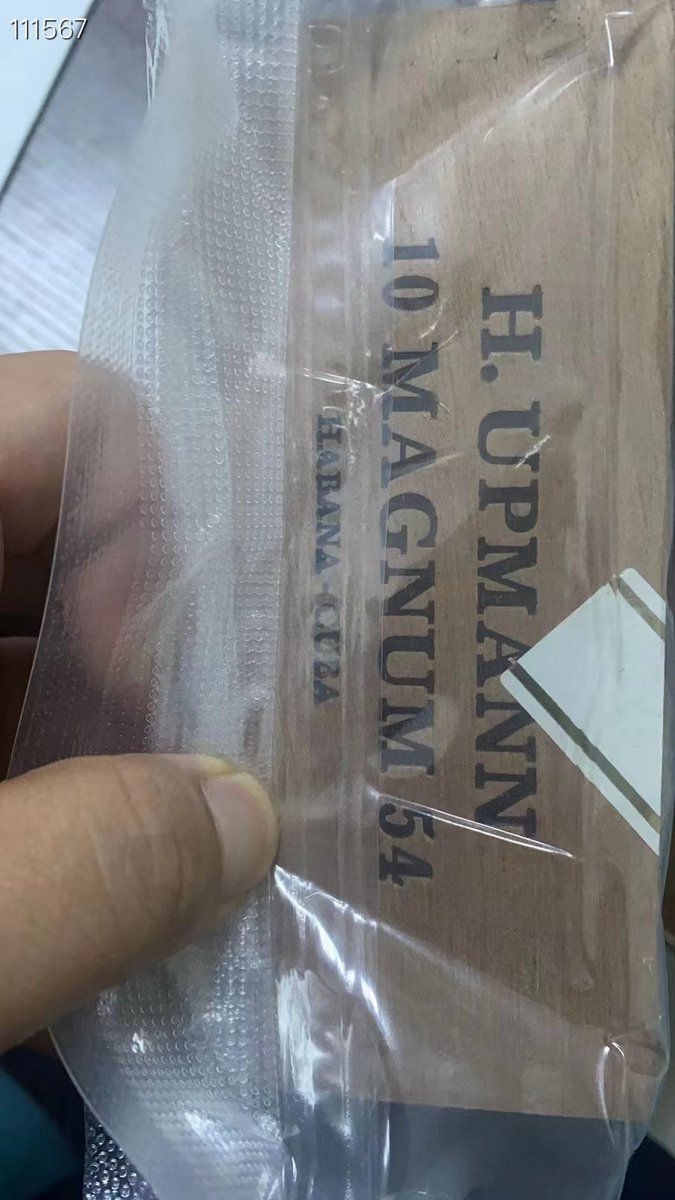 111567
H. UPMANN
10 MAGNUM 54
HABANA-CUBA